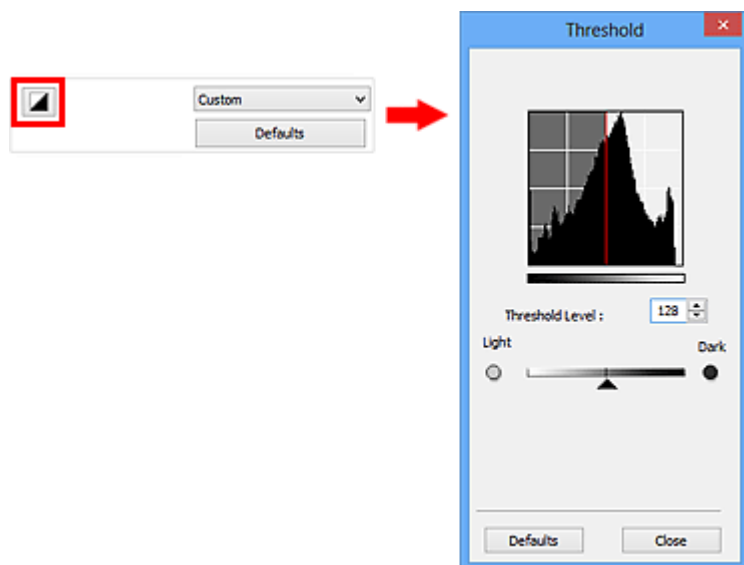 Custom
Defaults
Threshold
Threshold Level :
128
Light
Dark
Defaults
Close